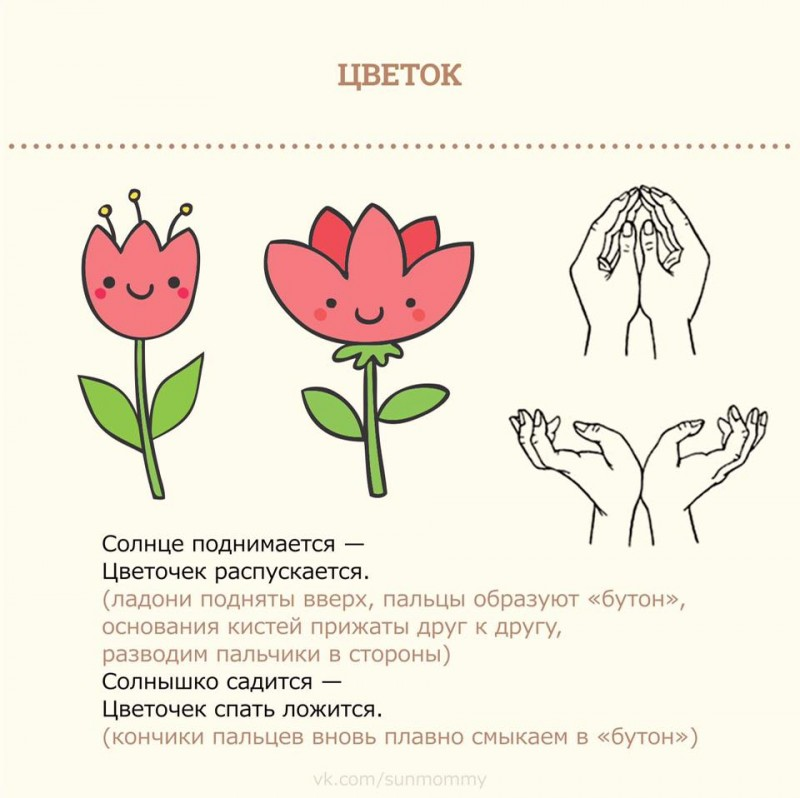 ЦВЕТОК
Солнце поднимается —
Цветочек распускается.
(ладони подняты вверх, пальцы образуют «бутон»,
основания кистей прижаты друг к другу,
разводим пальчики в стороны)
Солнышко садится —
Цветочек спать ложится.
(кончики пальцев вновь плавно смыкаем в «бутон»)
vk.com/sunmommy